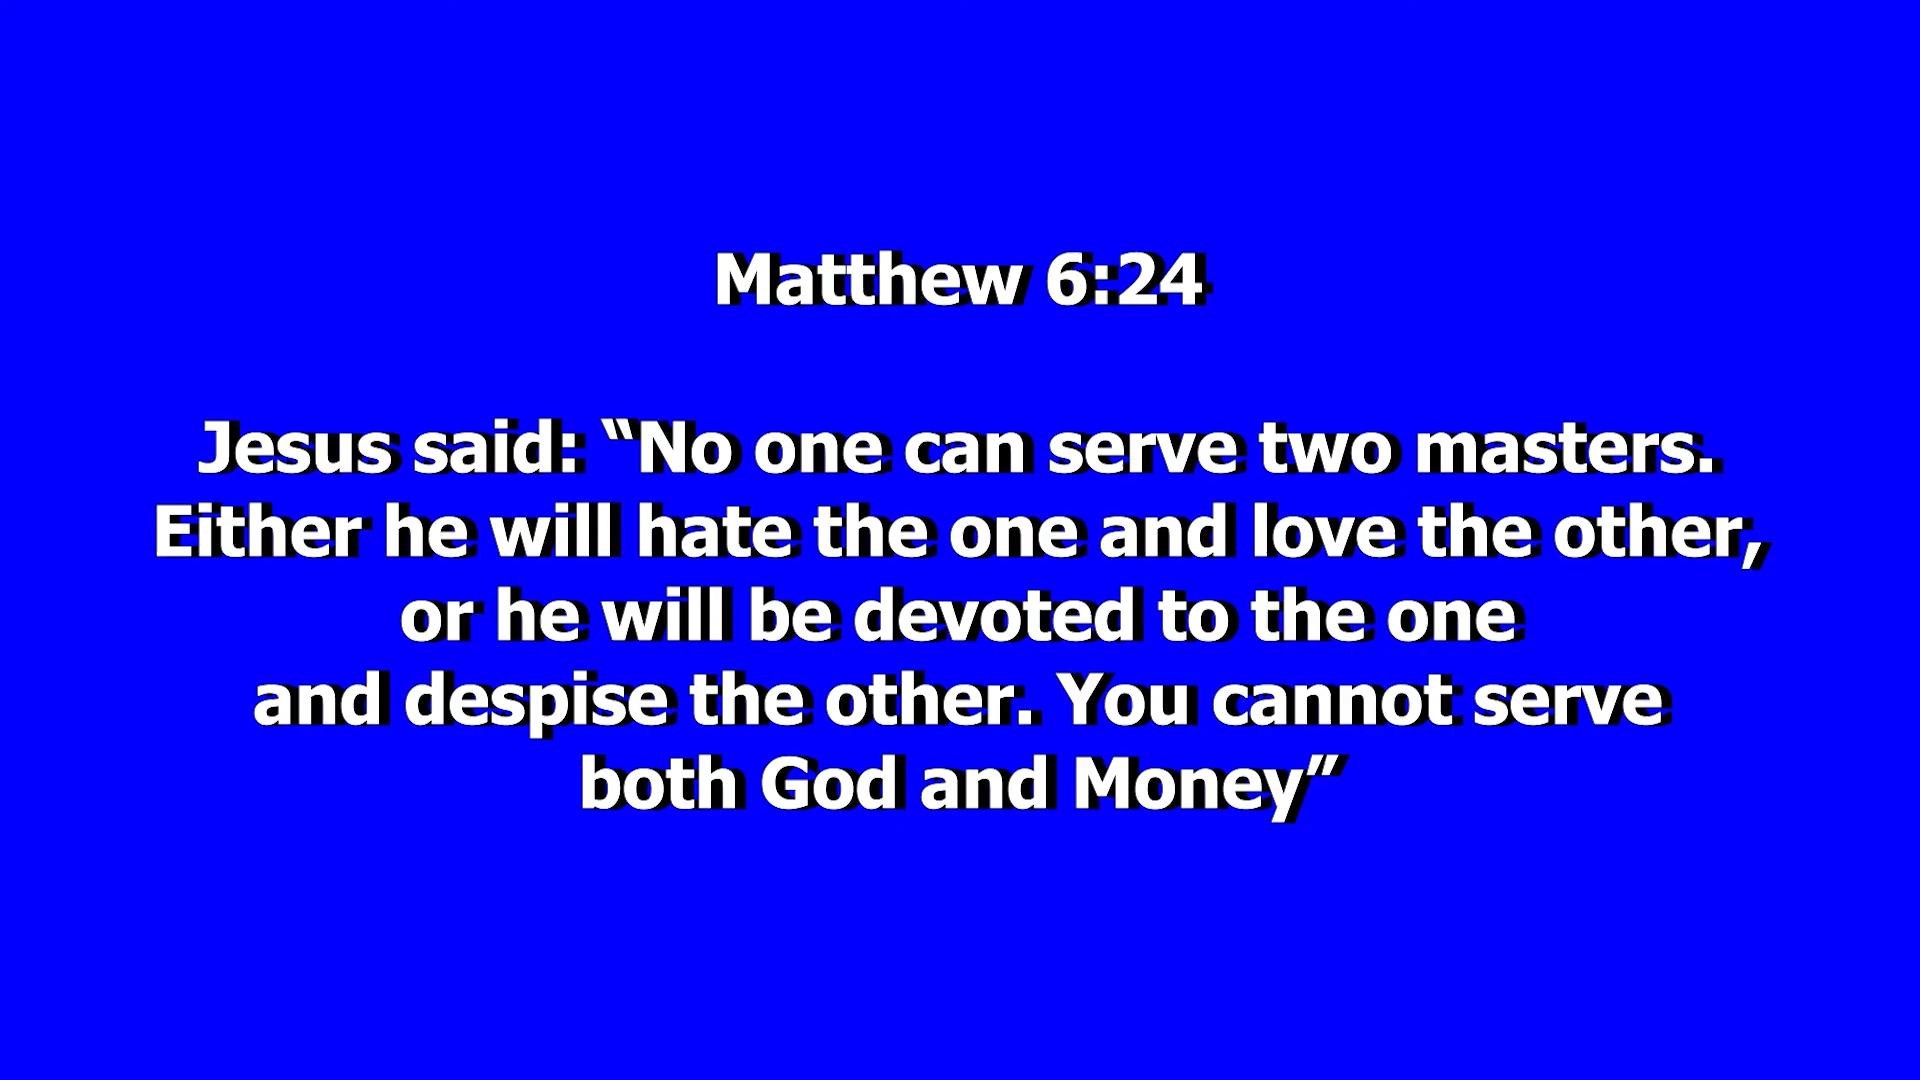 Matthew 6:24
Jesus said: “No one can serve two masters.
Either he will hate the one and love the other,
or he will be devoted to the one
and despise the other. You cannot serve
both God and Money”